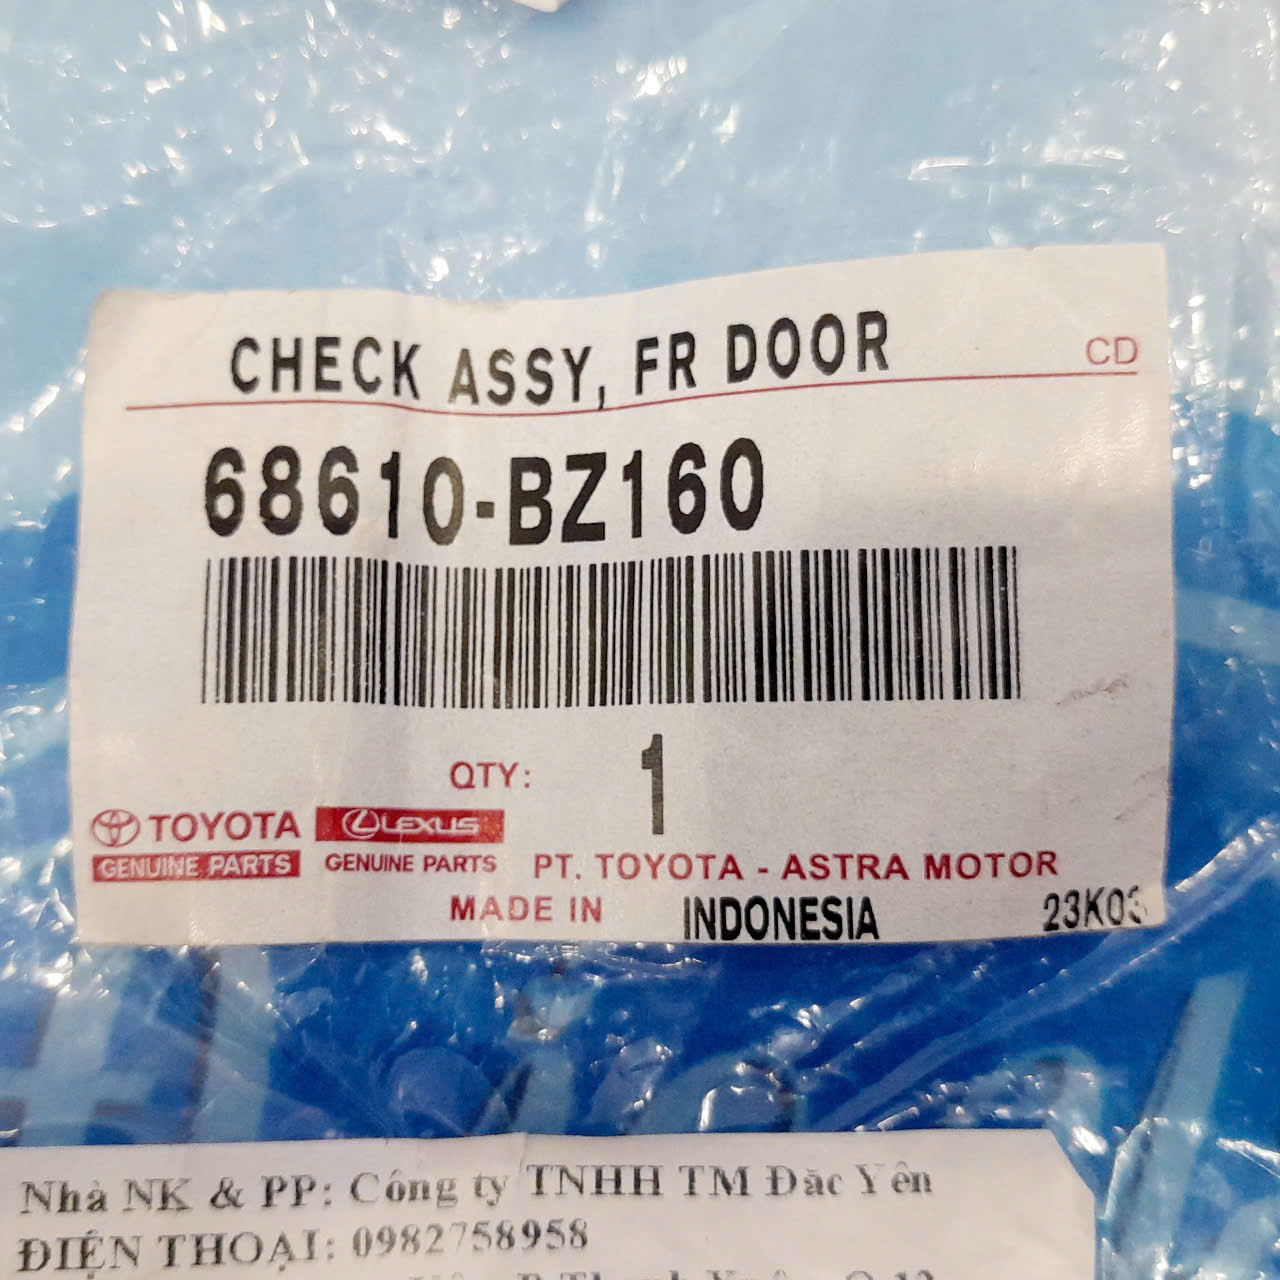 CHECK ASSY, FR DOOR
CD
68610-BZ160
QTY: 1
TOYOTA LEXUS
GENUINE PARTS GENUINE PARTS PT. TOYOTA - ASTRA MOTOR
MADE IN INDONESIA 23K03
Nhà NK & PP: Công ty TNHH TM Đăc Yên
ĐIỆN THOẠI: 0982758958